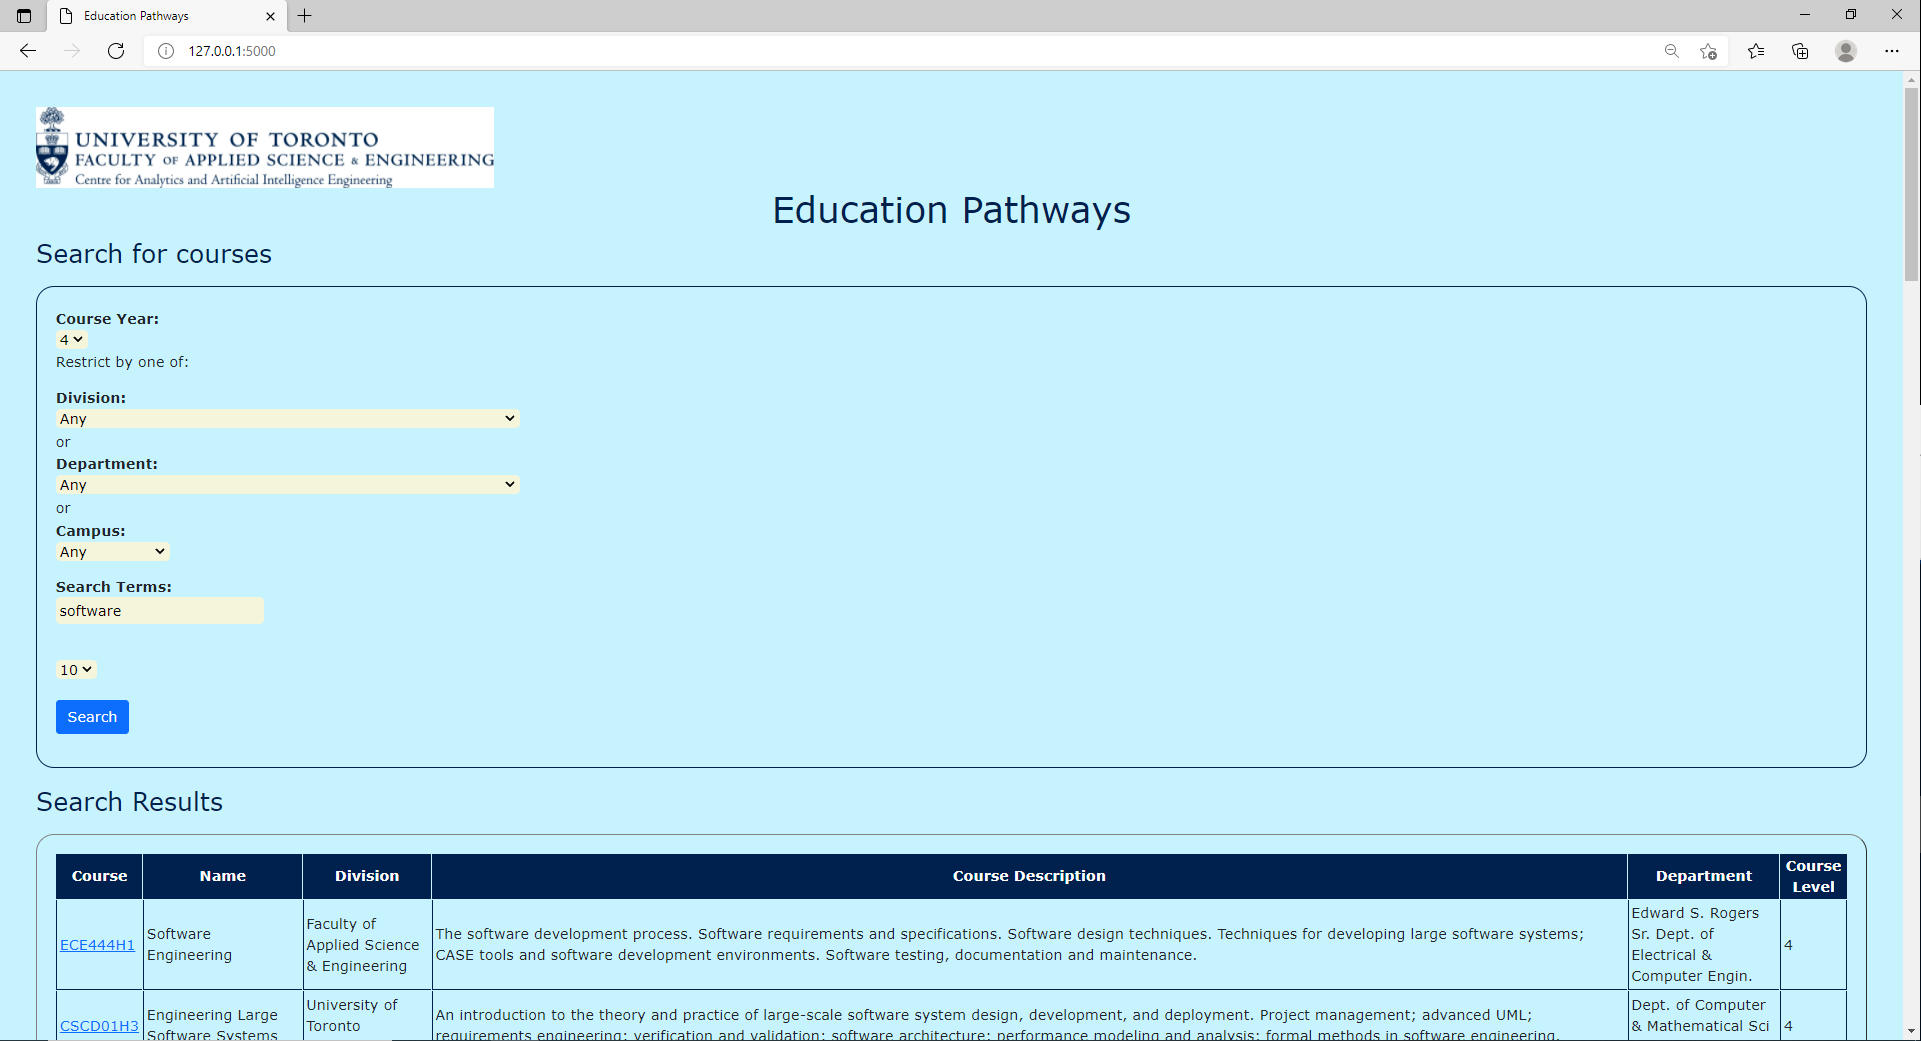 Education Pathways
127.0.0.1:5000
UNIVERSITY OF TORONTO
FACULTY OF APPLIED SCIENCE & ENGINEERING
Centre for Analytics and Artificial Intelligence Engineering
Education Pathways
Search for courses
Course Year:
4
Restrict by one of:
Division:
Any
or
Department:
Any
or
Campus:
Any
Search Terms:
software
10
Search
Search Results
Course Name Division Course Description Department Course Level
ECE444H1
Software
Engineering
Faculty of
Applied Science
& Engineering
The software development process. Software requirements and specifications. Software design techniques. Techniques for developing large software systems;
CASE tools and software development environments. Software testing, documentation and maintenance.
Edward S. Rogers
Sr. Dept. of
Electrical &
Computer Engin.
4
CSCD01H3
Engineering Large
Software Systems
University of
Toronto
An introduction to the theory and practice of large-scale software system design, development, and deployment. Project management; advanced UML;
requirements engineering; verification and validation; software architecture; performance modeling and analysis; formal methods in software engineering.
Dept. of Computer
& Mathematical Sci
4